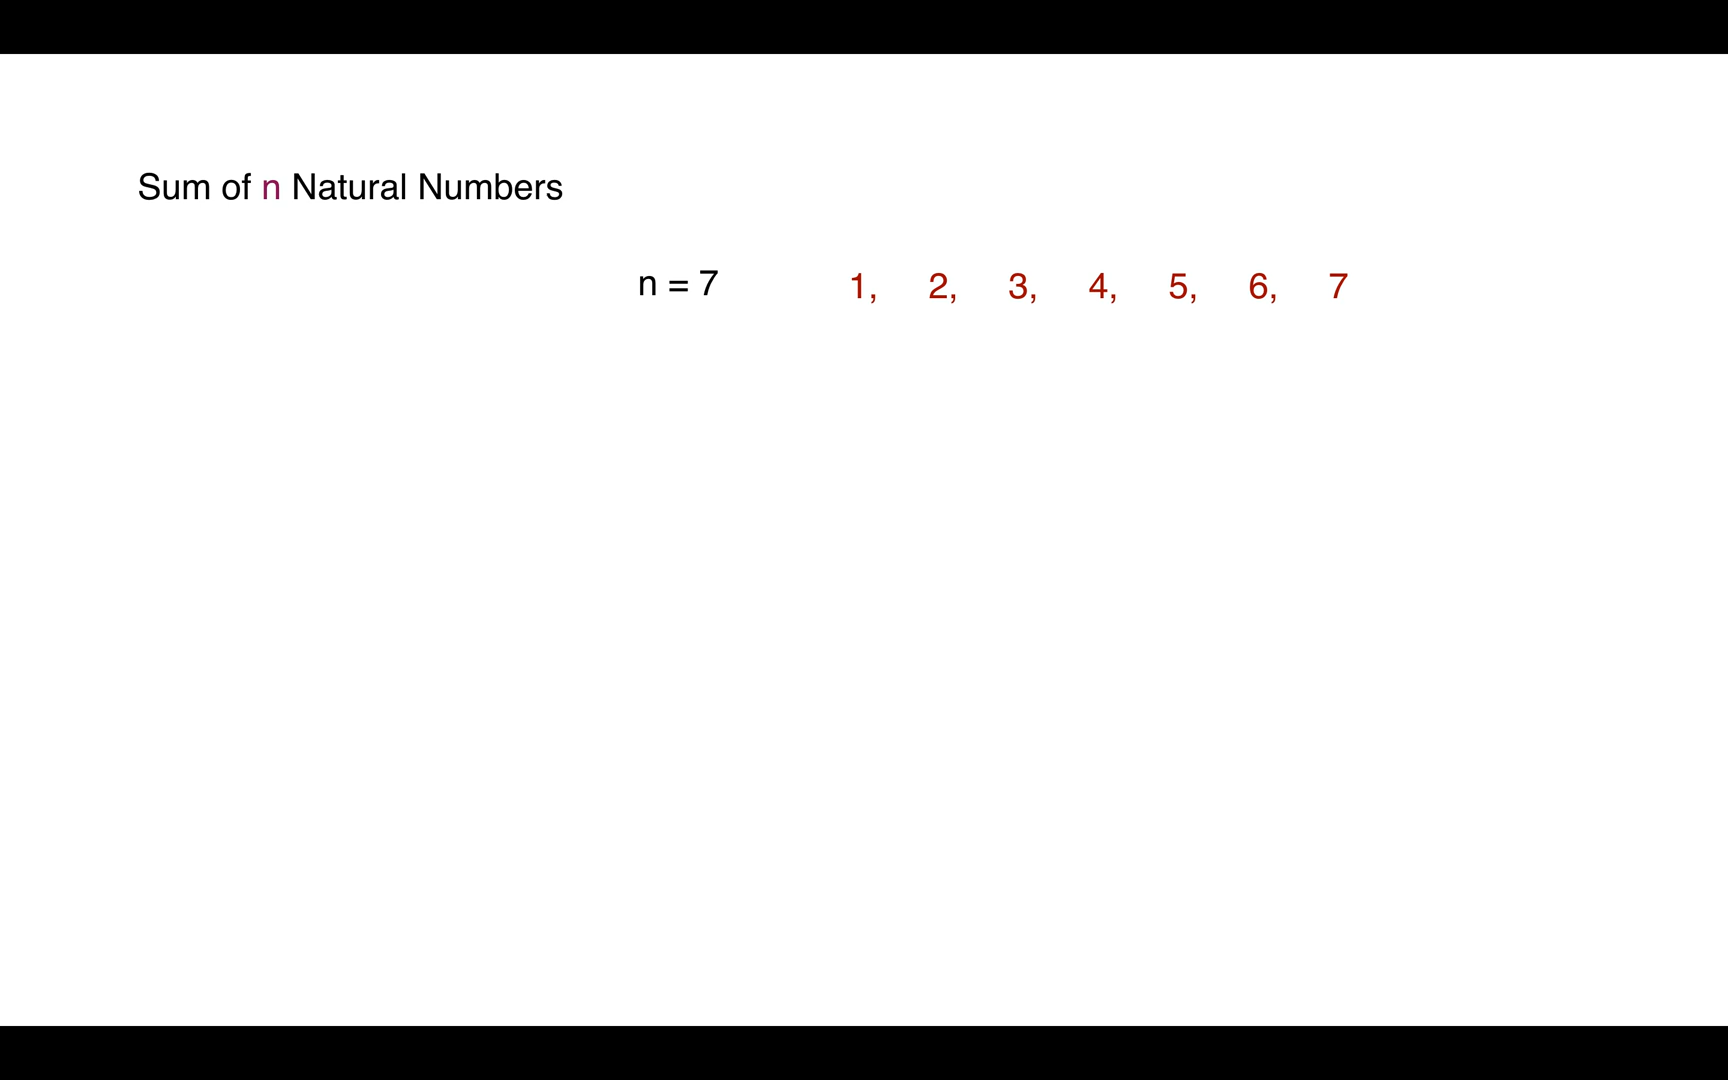 Sum of n Natural Numbers
n = 7 1, 2, 3, 4, 5, 6, 7